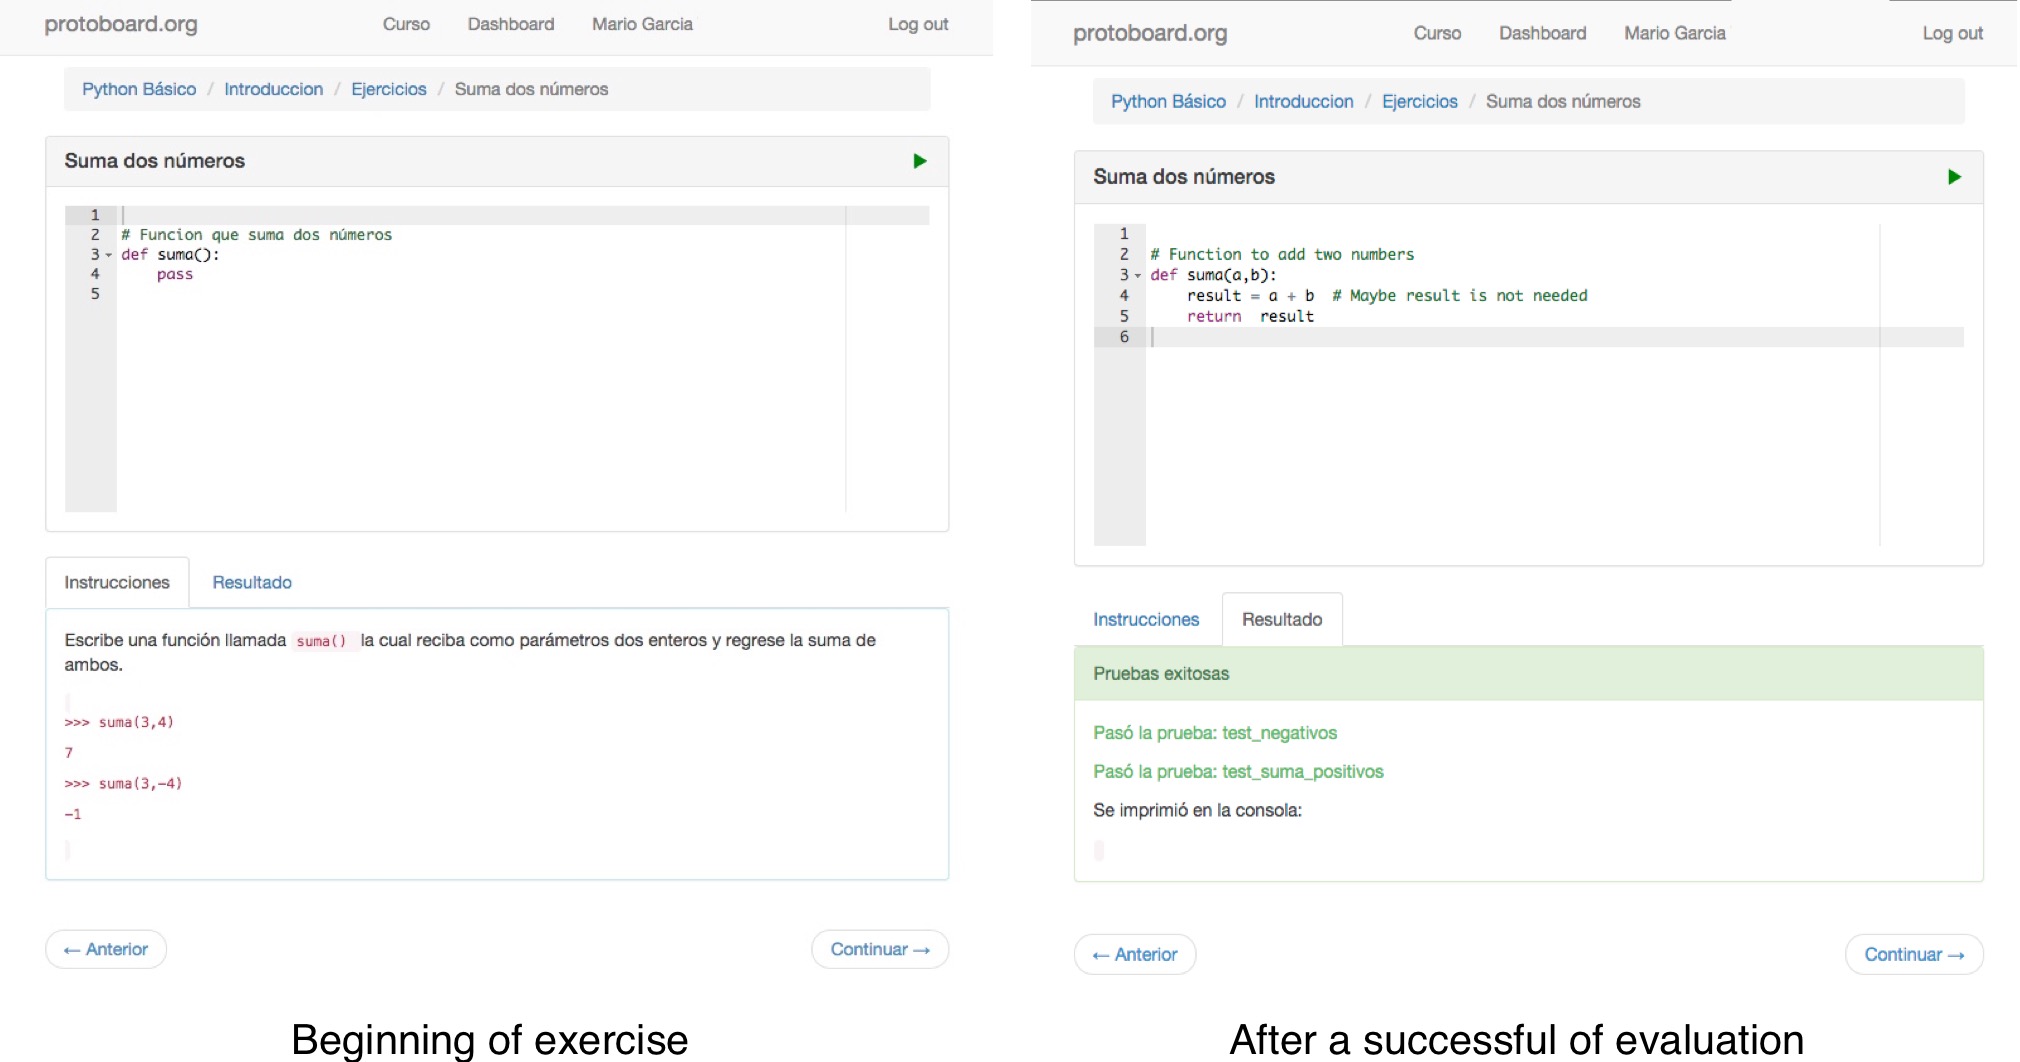 protoboard.org Curso Dashboard Mario Garcia Log out
Python Básico / Introduccion / Ejercicios / Suma dos números
Suma dos números
1
2 # Funcion que suma dos números
3 def suma():
4 pass
5
Instrucciones Resultado
Escribe una función llamada suma() la cual reciba como parámetros dos enteros y regrese la suma de
ambos.
>>> suma(3,4)
7
>>> suma(3,-4)
-1
← Anterior Continuar →
Beginning of exercise
protoboard.org Curso Dashboard Mario Garcia Log out
Python Básico / Introduccion / Ejercicios / Suma dos números
Suma dos números
1
2 # Function to add two numbers
3 def suma(a,b):
4 result = a + b # Maybe result is not needed
5 return result
6
Instrucciones Resultado
Pruebas exitosas
Pasó la prueba: test_negativos
Pasó la prueba: test_suma_positivos
Se imprimió en la consola:
← Anterior Continuar →
After a successful of evaluation